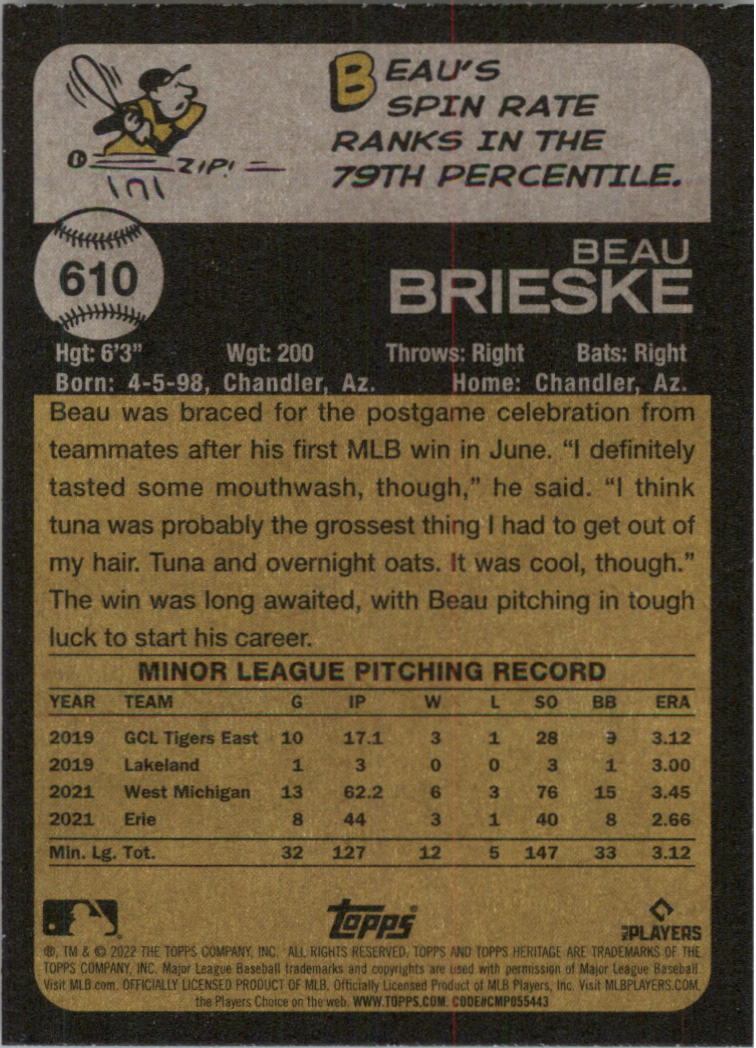 BEAU'S
SPIN RATE
RANKS IN THE
79TH PERCENTILE.
ZIP!
610
BEAU
BRIESKE
Hgt: 6'3" Wgt: 200 Throws: Right Bats: Right
Born: 4-5-98, Chandler, Az. Home: Chandler, Az.
Beau was braced for the postgame celebration from
teammates after his first MLB win in June. "I definitely
tasted some mouthwash, though," he said. "I think
tuna was probably the grossest thing I had to get out of
my hair. Tuna and overnight oats. It was cool, though."
The win was long awaited, with Beau pitching in tough
luck to start his career.
MINOR LEAGUE PITCHING RECORD
YEAR TEAM G IP W L SO BB ERA
2019 GCL Tigers East 10 17.1 3 1 28 9 3.12
2019 Lakeland 1 3 0 0 3 1 3.00
2021 West Michigan 13 62.2 6 3 76 15 3.45
2021 Erie 8 44 3 1 40 8 2.66
Min. Lg. Tot. 32 127 12 5 147 33 3.12
Topps
MLB PLAYERS
®, TM & © 2022 THE TOPPS COMPANY, INC. ALL RIGHTS RESERVED. TOPPS AND TOPPS HERITAGE ARE TRADEMARKS OF THE
TOPPS COMPANY, INC. Major League Baseball trademarks and copyrights are used with permission of Major League Baseball.
Visit MLB.com. OFFICIALLY LICENSED PRODUCT OF MLB. Officially Licensed Product of MLB Players, Inc. Visit MLBPLAYERS.COM,
the Players Choice on the web. WWW.TOPPS.COM. CODE#CMP055443